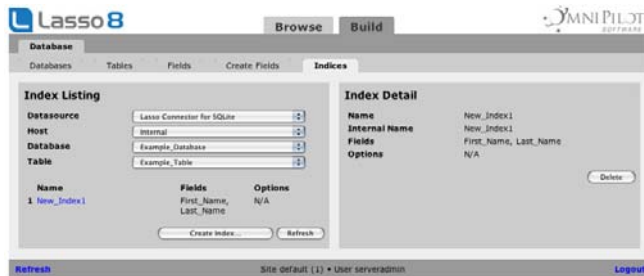 Lasso 8
Browse Build
OMNIPILOT
SOFTWARE
Database
Databases Tables Fields Create Fields Indices
Index Listing
Datasource Lasso Connector for SQLite
Host Internal
Database Example_Database
Table Example_Table
Name Fields Options
1 New_Index1 First_Name, N/A
Last_Name
Create Index... Refresh
Index Detail
Name New_Index1
Internal Name New_Index1
Fields First_Name, Last_Name
Options N/A
Delete
Refresh Site default (1) • User serveradmin Logout